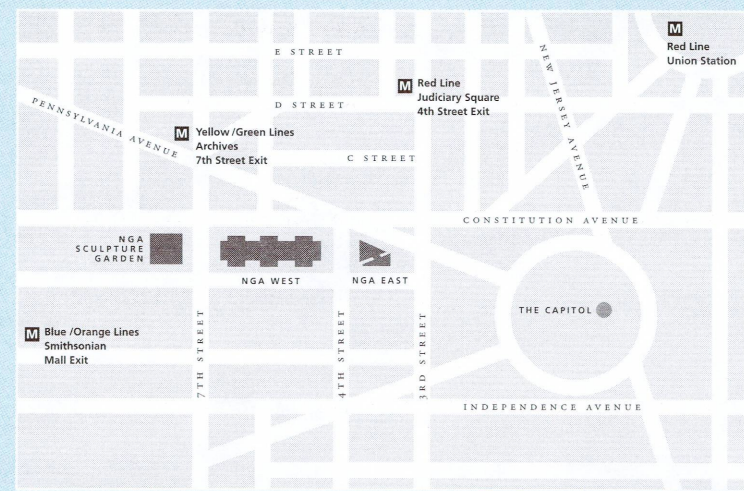 M
Red Line
Union Station
E STREET
NEW JERSEY AVENUE
M Red Line
Judiciary Square
4th Street Exit
D STREET
PENNSYLVANIA AVENUE
M Yellow/Green Lines
Archives
7th Street Exit
C STREET
CONSTITUTION AVENUE
NGA
SCULPTURE
GARDEN
NGA WEST
NGA EAST
THE CAPITOL
M Blue/Orange Lines
Smithsonian
Mall Exit
7TH STREET
4TH STREET
3RD STREET
INDEPENDENCE AVENUE